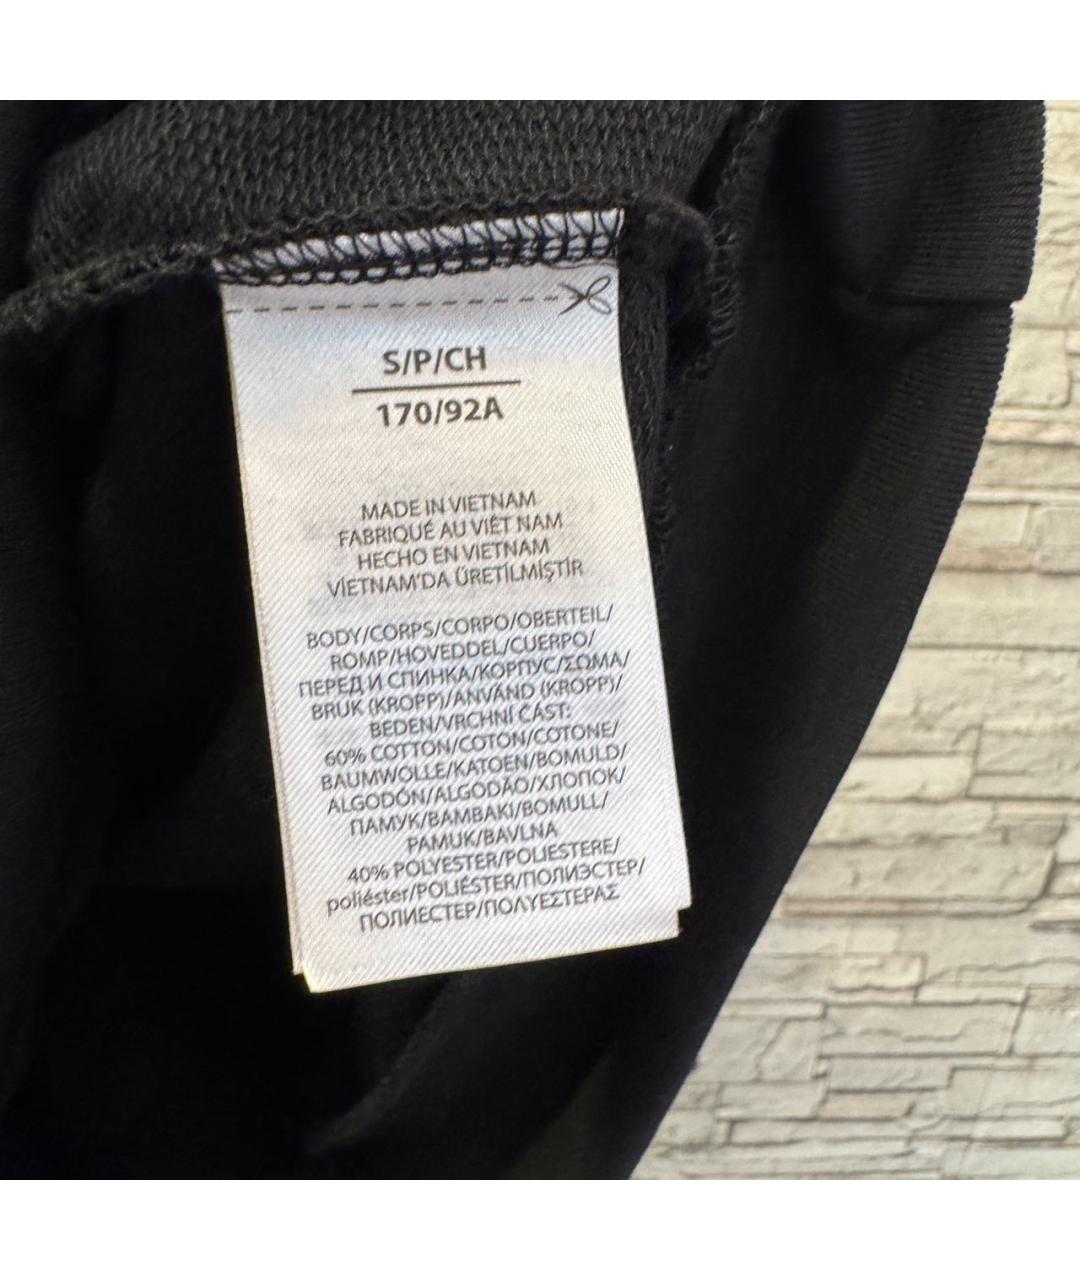 S/P/CH
170/92A
MADE IN VIETNAM
FABRIQUÉ AU VIÊT NAM
HECHO EN VIETNAM
VİETNAM'DA ÜRETİLMİŞTİR
BODY/CORPS/CORPO/OBERTEIL/
ROMP/HOVEDDEL/CUERPO/
ПЕРЕД И СПИНКА/КОРПУС/ΣΩΜΑ/
BRUK (KROPP)/ANVÄND (KROPP)/
BEDEN/VRCHNÍ ČÁST:
60% COTTON/COTON/COTONE/
BAUMWOLLE/KATOEN/BOMULD/
ALGODÓN/ALGODÃO/ХЛОПОК/
ПАМУК/ΒΑΜΒΑΚΙ/BOMULL/
PAMUK/BAVLNA
40% POLYESTER/POLIESTERE/
poliéster/POLIÉSTER/ПОЛИЭСТЕР/
ПОЛИЕСТЕР/ΠΟΛΥΕΣΤΕΡΑΣ